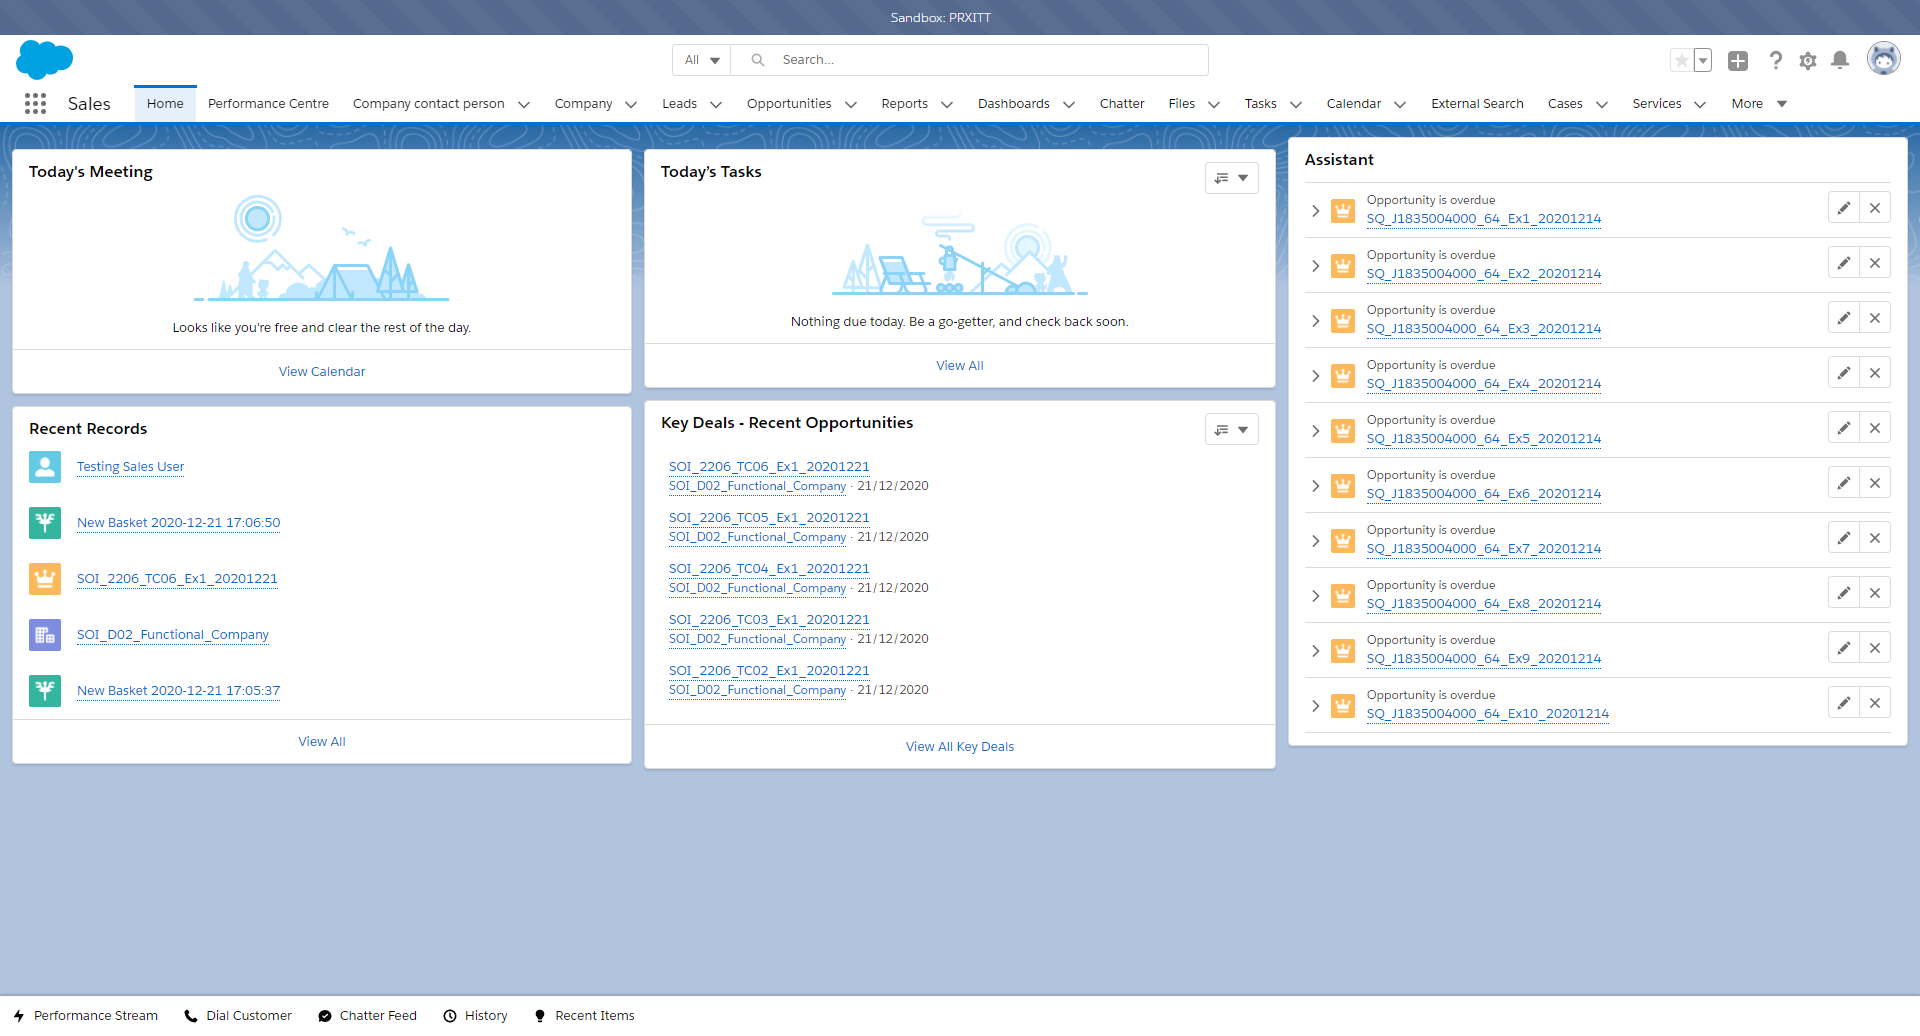 Sandbox: PRXITT
All
Search...
Sales
Home
Performance Centre
Company contact person
Company
Leads
Opportunities
Reports
Dashboards
Chatter
Files
Tasks
Calendar
External Search
Cases
Services
More
Today's Meeting
Looks like you're free and clear the rest of the day.
View Calendar
Recent Records
Testing Sales User
New Basket 2020-12-21 17:06:50
SOI_2206_TC06_Ex1_20201221
SOI_D02_Functional_Company
New Basket 2020-12-21 17:05:37
View All
Today's Tasks
Nothing due today. Be a go-getter, and check back soon.
View All
Key Deals - Recent Opportunities
SOI_2206_TC06_Ex1_20201221
SOI_D02_Functional_Company · 21/12/2020
SOI_2206_TC05_Ex1_20201221
SOI_D02_Functional_Company · 21/12/2020
SOI_2206_TC04_Ex1_20201221
SOI_D02_Functional_Company · 21/12/2020
SOI_2206_TC03_Ex1_20201221
SOI_D02_Functional_Company · 21/12/2020
SOI_2206_TC02_Ex1_20201221
SOI_D02_Functional_Company · 21/12/2020
View All Key Deals
Assistant
Opportunity is overdue
SQ_J1835004000_64_Ex1_20201214
Opportunity is overdue
SQ_J1835004000_64_Ex2_20201214
Opportunity is overdue
SQ_J1835004000_64_Ex3_20201214
Opportunity is overdue
SQ_J1835004000_64_Ex4_20201214
Opportunity is overdue
SQ_J1835004000_64_Ex5_20201214
Opportunity is overdue
SQ_J1835004000_64_Ex6_20201214
Opportunity is overdue
SQ_J1835004000_64_Ex7_20201214
Opportunity is overdue
SQ_J1835004000_64_Ex8_20201214
Opportunity is overdue
SQ_J1835004000_64_Ex9_20201214
Opportunity is overdue
SQ_J1835004000_64_Ex10_20201214
Performance Stream
Dial Customer
Chatter Feed
History
Recent Items